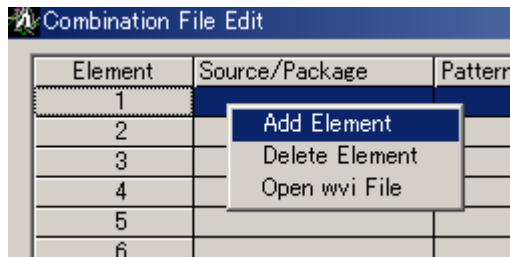 Combination File Edit
Element Source/Package Pattern
1
Add Element
2
Delete Element
3
Open wvi File
4
5
6